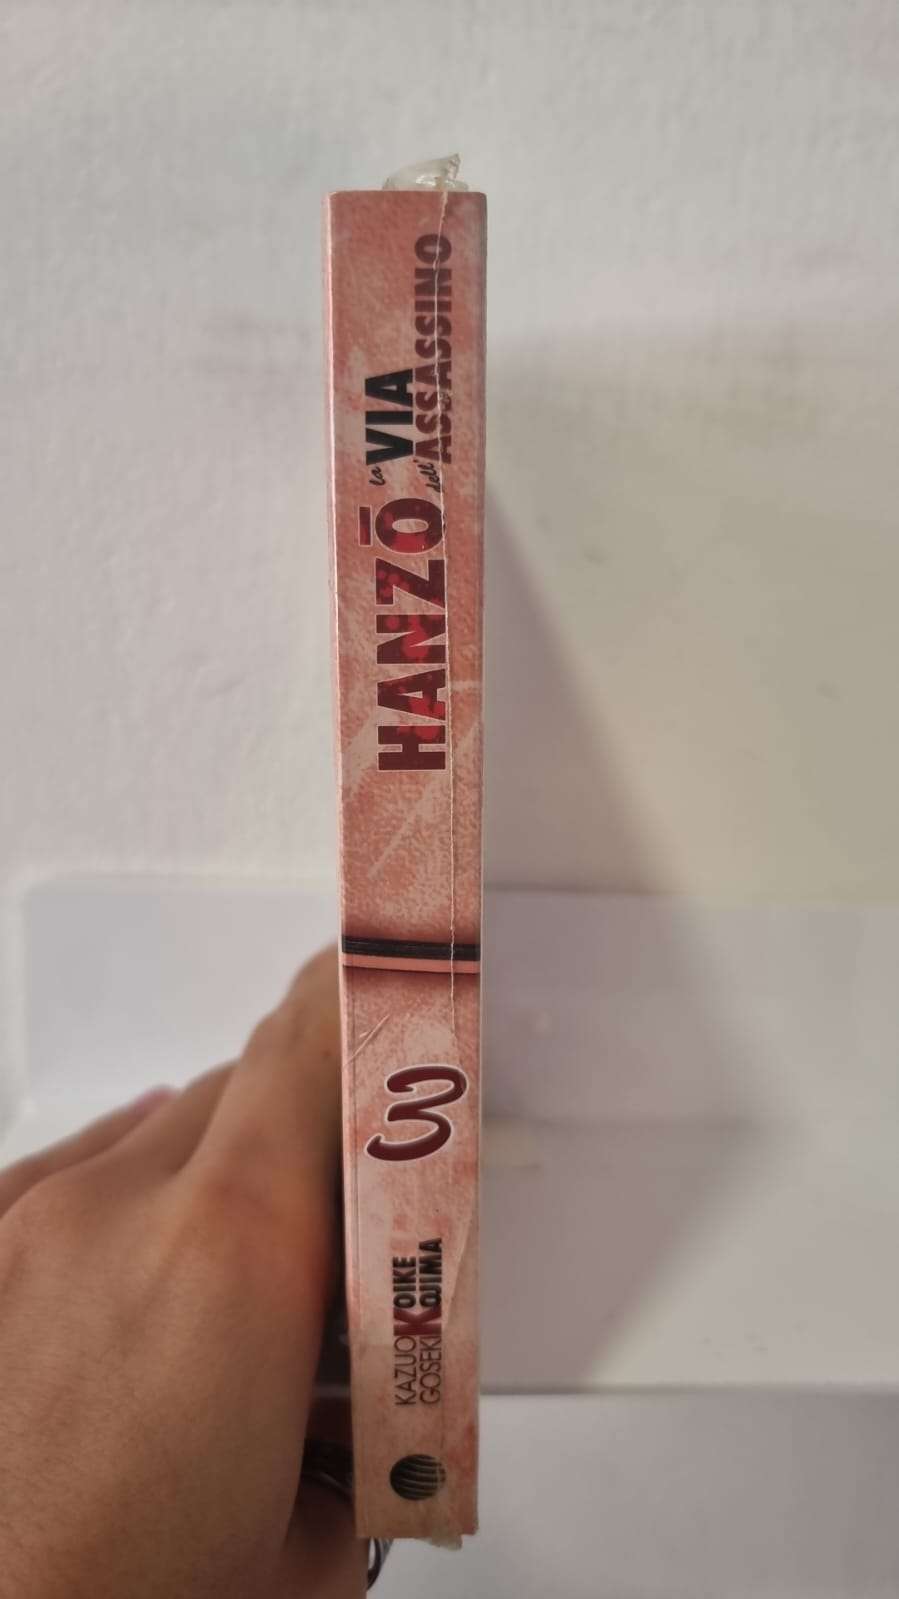 HANZŌ
la VIA
dell'ASSASSINO
3
KAZUO KOIKE
GOSEKI KOJIMA